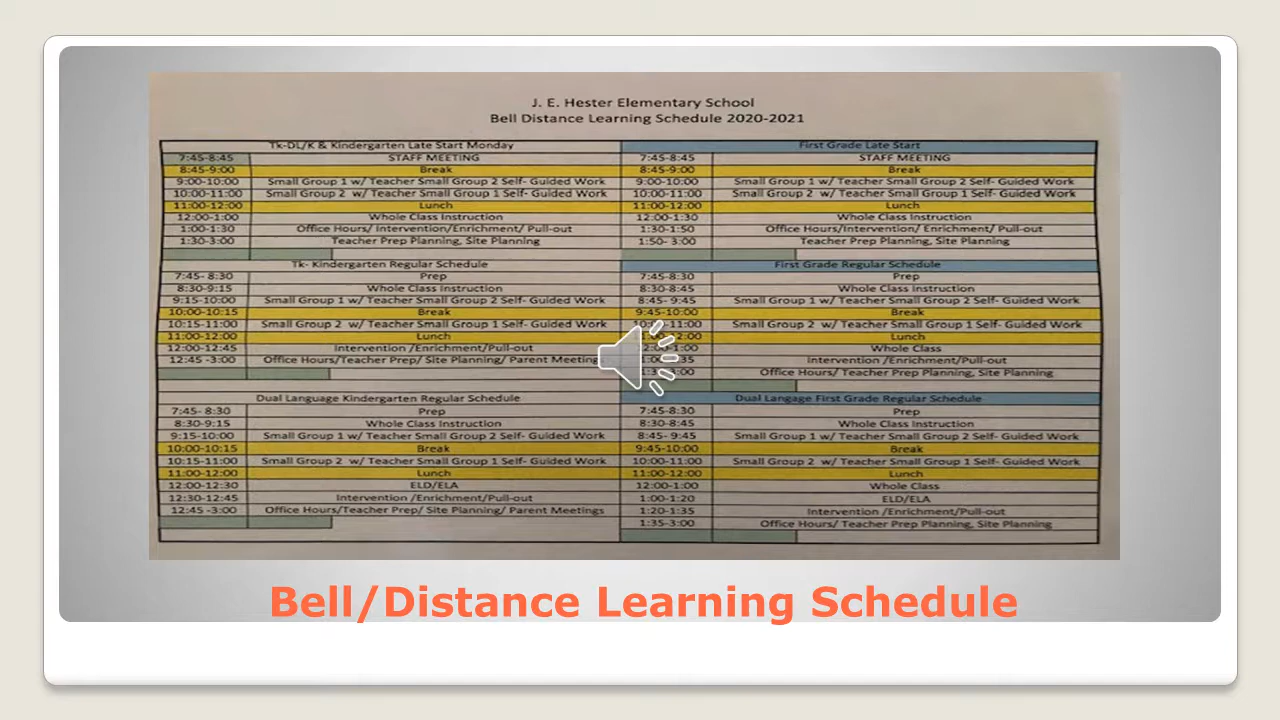 J. E. Hester Elementary School
Bell Distance Learning Schedule 2020-2021
Tk-DL/K & Kindergarten Late Start Monday
7:45-8:45 STAFF MEETING
8:45-9:00 Break
9:00-10:00 Small Group 1 w/ Teacher Small Group 2 Self- Guided Work
10:00-11:00 Small Group 2 w/ Teacher Small Group 1 Self- Guided Work
11:00-12:00 Lunch
12:00-1:00 Whole Class Instruction
1:00-1:30 Office Hours/ Intervention/Enrichment/ Pull-out
1:30-3:00 Teacher Prep Planning, Site Planning
First Grade Late Start
7:45-8:45 STAFF MEETING
8:45-9:00 Break
9:00-10:00 Small Group 1 w/ Teacher Small Group 2 Self- Guided Work
10:00-11:00 Small Group 2 w/ Teacher Small Group 1 Self- Guided Work
11:00-12:00 Lunch
12:00-1:30 Whole Class Instruction
1:30-1:50 Office Hours/Intervention/ Enrichment/ Pull-out
1:50- 3:00 Teacher Prep Planning, Site Planning
Tk- Kindergarten Regular Schedule
7:45- 8:30 Prep
8:30-9:15 Whole Class Instruction
9:15-10:00 Small Group 1 w/ Teacher Small Group 2 Self- Guided Work
10:00-10:15 Break
10:15-11:00 Small Group 2 w/ Teacher Small Group 1 Self- Guided Work
11:00-12:00 Lunch
12:00-12:45 Intervention /Enrichment/Pull-out
12:45 -3:00 Office Hours/Teacher Prep/ Site Planning/ Parent Meetings
First Grade Regular Schedule
7:45-8:30 Prep
8:30-8:45 Whole Class Instruction
8:45- 9:45 Small Group 1 w/ Teacher Small Group 2 Self- Guided Work
9:45-10:00 Break
Small Group 2 w/ Teacher Small Group 1 Self- Guided Work
Lunch
Whole Class
Intervention /Enrichment/Pull-out
Office Hours/ Teacher Prep Planning, Site Planning
Dual Language Kindergarten Regular Schedule
7:45- 8:30 Prep
8:30-9:15 Whole Class Instruction
9:15-10:00 Small Group 1 w/ Teacher Small Group 2 Self- Guided Work
10:00-10:15 Break
10:15-11:00 Small Group 2 w/ Teacher Small Group 1 Self- Guided Work
11:00-12:00 Lunch
12:00-12:30 ELD/ELA
12:30-12:45 Intervention /Enrichment/Pull-out
12:45 -3:00 Office Hours/Teacher Prep/ Site Planning/ Parent Meetings
Dual Langage First Grade Regular Schedule
7:45-8:30 Prep
8:30-8:45 Whole Class Instruction
8:45- 9:45 Small Group 1 w/ Teacher Small Group 2 Self- Guided Work
9:45-10:00 Break
10:00-11:00 Small Group 2 w/ Teacher Small Group 1 Self- Guided Work
11:00-12:00 Lunch
12:00-1:00 Whole Class
1:00-1:20 ELD/ELA
1:20-1:35 Intervention /Enrichment/Pull-out
1:35-3:00 Office Hours/ Teacher Prep Planning, Site Planning
Bell/Distance Learning Schedule